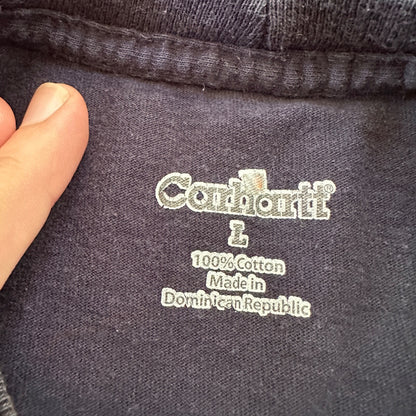 Carhartt®
L
100% Cotton
Made in
Dominican Republic